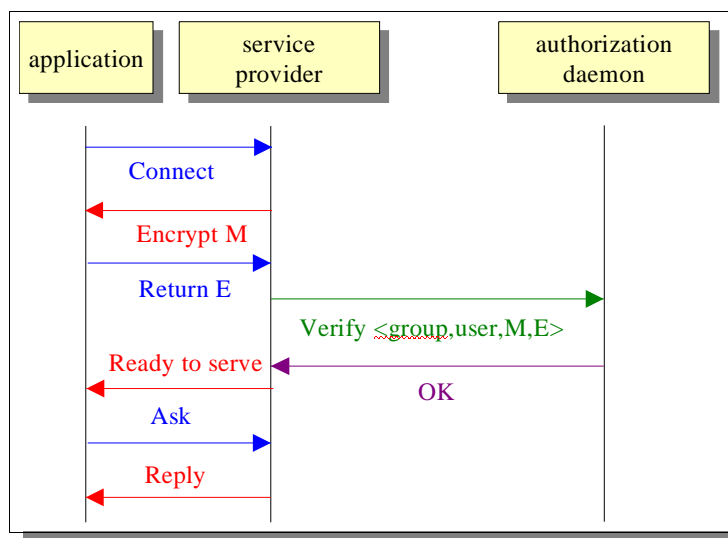 application
service
provider
authorization
daemon
Connect
Encrypt M
Return E
Verify <group,user,M,E>
Ready to serve
OK
Ask
Reply